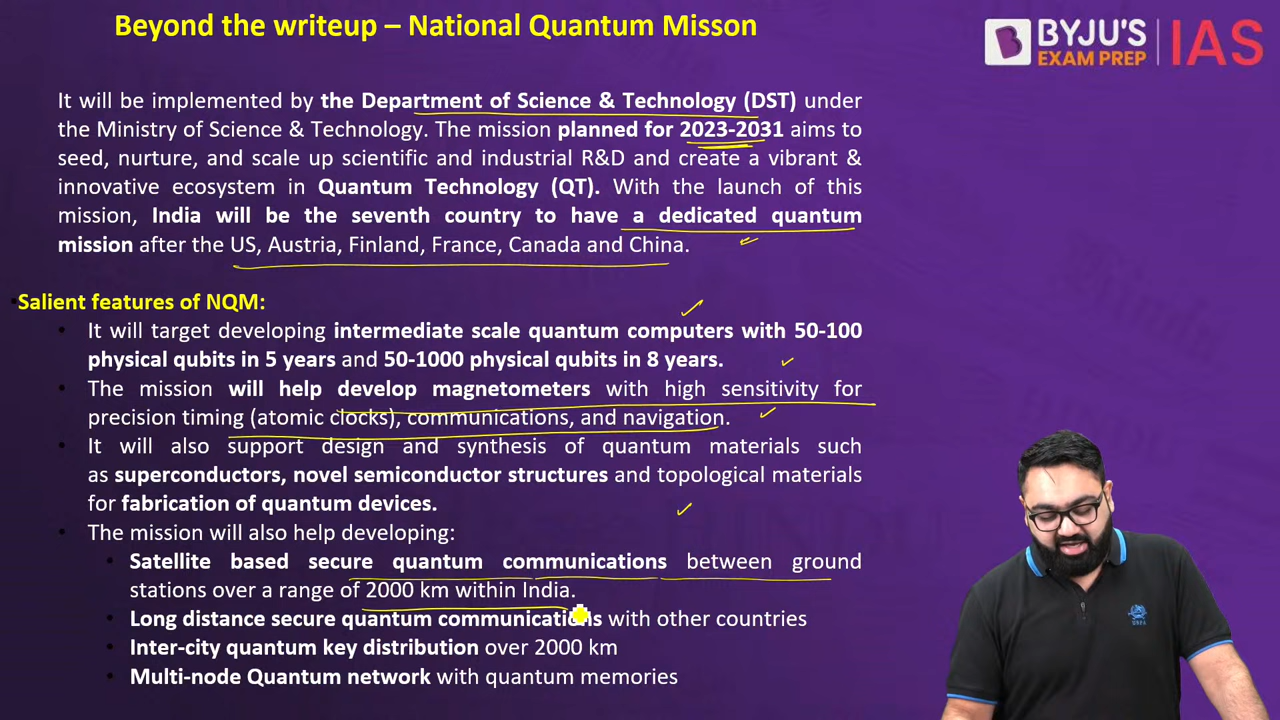 Beyond the writeup – National Quantum Misson
BYJU'S
EXAM PREP
IAS
It will be implemented by the Department of Science & Technology (DST) under
the Ministry of Science & Technology. The mission planned for 2023-2031 aims to
seed, nurture, and scale up scientific and industrial R&D and create a vibrant &
innovative ecosystem in Quantum Technology (QT). With the launch of this
mission, India will be the seventh country to have a dedicated quantum
mission after the US, Austria, Finland, France, Canada and China.
Salient features of NQM:
• It will target developing intermediate scale quantum computers with 50-100
physical qubits in 5 years and 50-1000 physical qubits in 8 years.
• The mission will help develop magnetometers with high sensitivity for
precision timing (atomic clocks), communications, and navigation.
• It will also support design and synthesis of quantum materials such
as superconductors, novel semiconductor structures and topological materials
for fabrication of quantum devices.
• The mission will also help developing:
• Satellite based secure quantum communications between ground
stations over a range of 2000 km within India.
• Long distance secure quantum communications with other countries
• Inter-city quantum key distribution over 2000 km
• Multi-node Quantum network with quantum memories